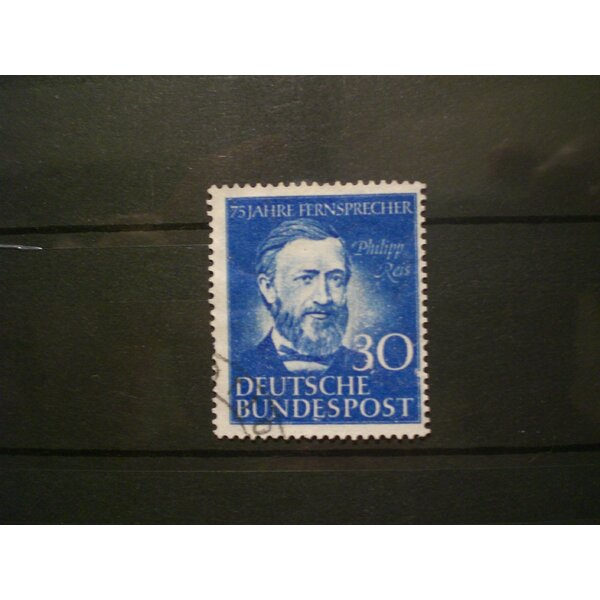 75 JAHRE FERNSPRECHER
Philipp
Reis
30
DEUTSCHE
BUNDESPOST